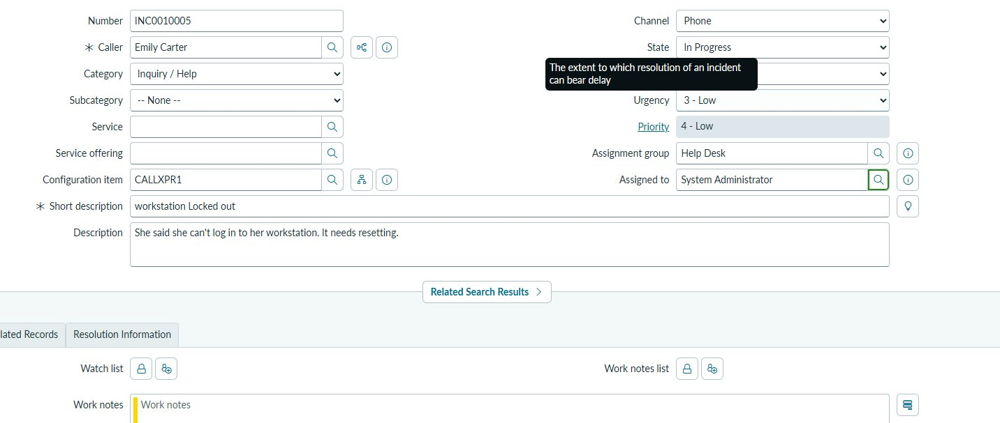 Number INC0010005
Channel Phone
* Caller Emily Carter
State In Progress
Category Inquiry / Help
The extent to which resolution of an incident
can bear delay
Subcategory -- None --
Urgency 3 - Low
Service
Priority 4 - Low
Service offering
Assignment group Help Desk
Configuration item CALLXPR1
Assigned to System Administrator
* Short description workstation Locked out
Description She said she can't log in to her workstation. It needs resetting.
Related Search Results
lated Records Resolution Information
Watch list
Work notes list
Work notes Work notes